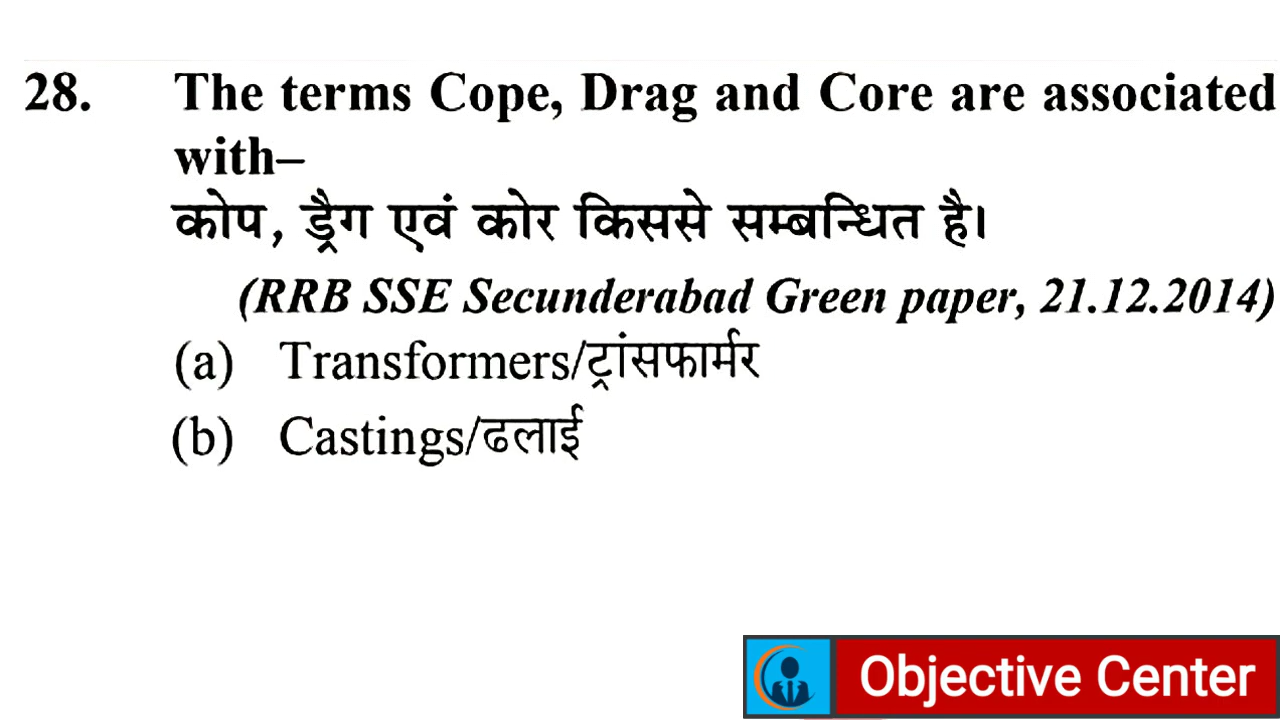 28. The terms Cope, Drag and Core are associated
with–
कोप, ड्रैग एवं कोर किससे सम्बन्धित है।
(RRB SSE Secunderabad Green paper, 21.12.2014)
(a) Transformers/ट्रांसफार्मर
(b) Castings/ढलाई
Objective Center